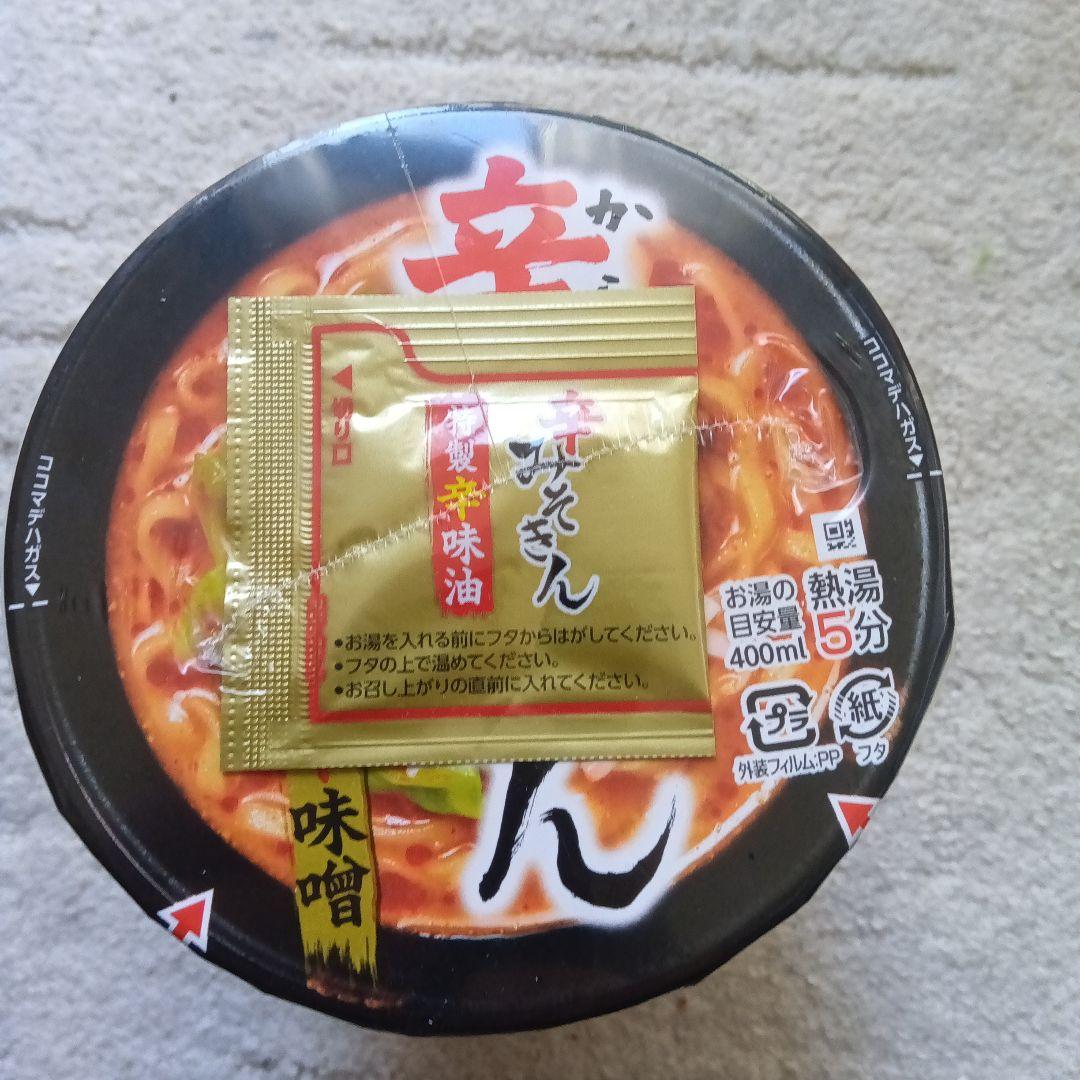 辛
か
ココマデハガス
ココマデハガス
切り口
辛みそきん
特製辛味油
•お湯を入れる前にフタからはがしてください。
•フタの上で温めてください。
•お召し上がりの直前に入れてください。
熱湯
5分
お湯の
目安量
400ml
プラ
外装フィルム:PP
紙
フタ
ん
味噌